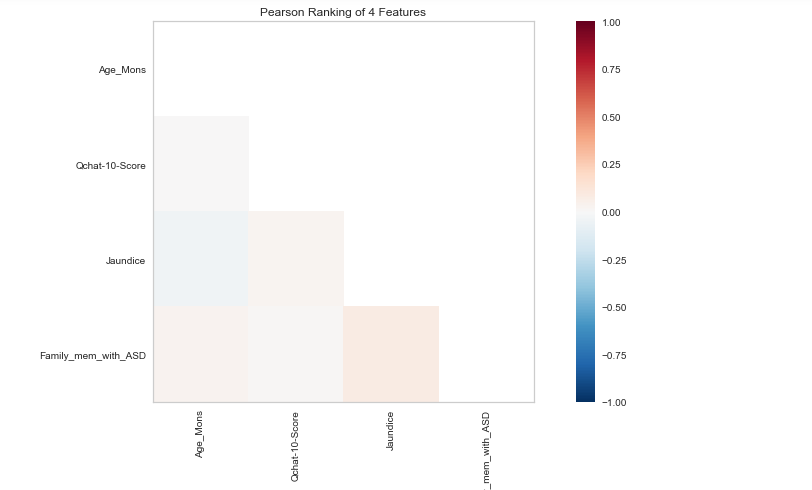 Pearson Ranking of 4 Features
Age_Mons
Qchat-10-Score
Jaundice
Family_mem_with_ASD
Age_Mons
Qchat-10-Score
Jaundice
_mem_with_ASD
1.00
0.75
0.50
0.25
0.00
−0.25
−0.50
−0.75
−1.00